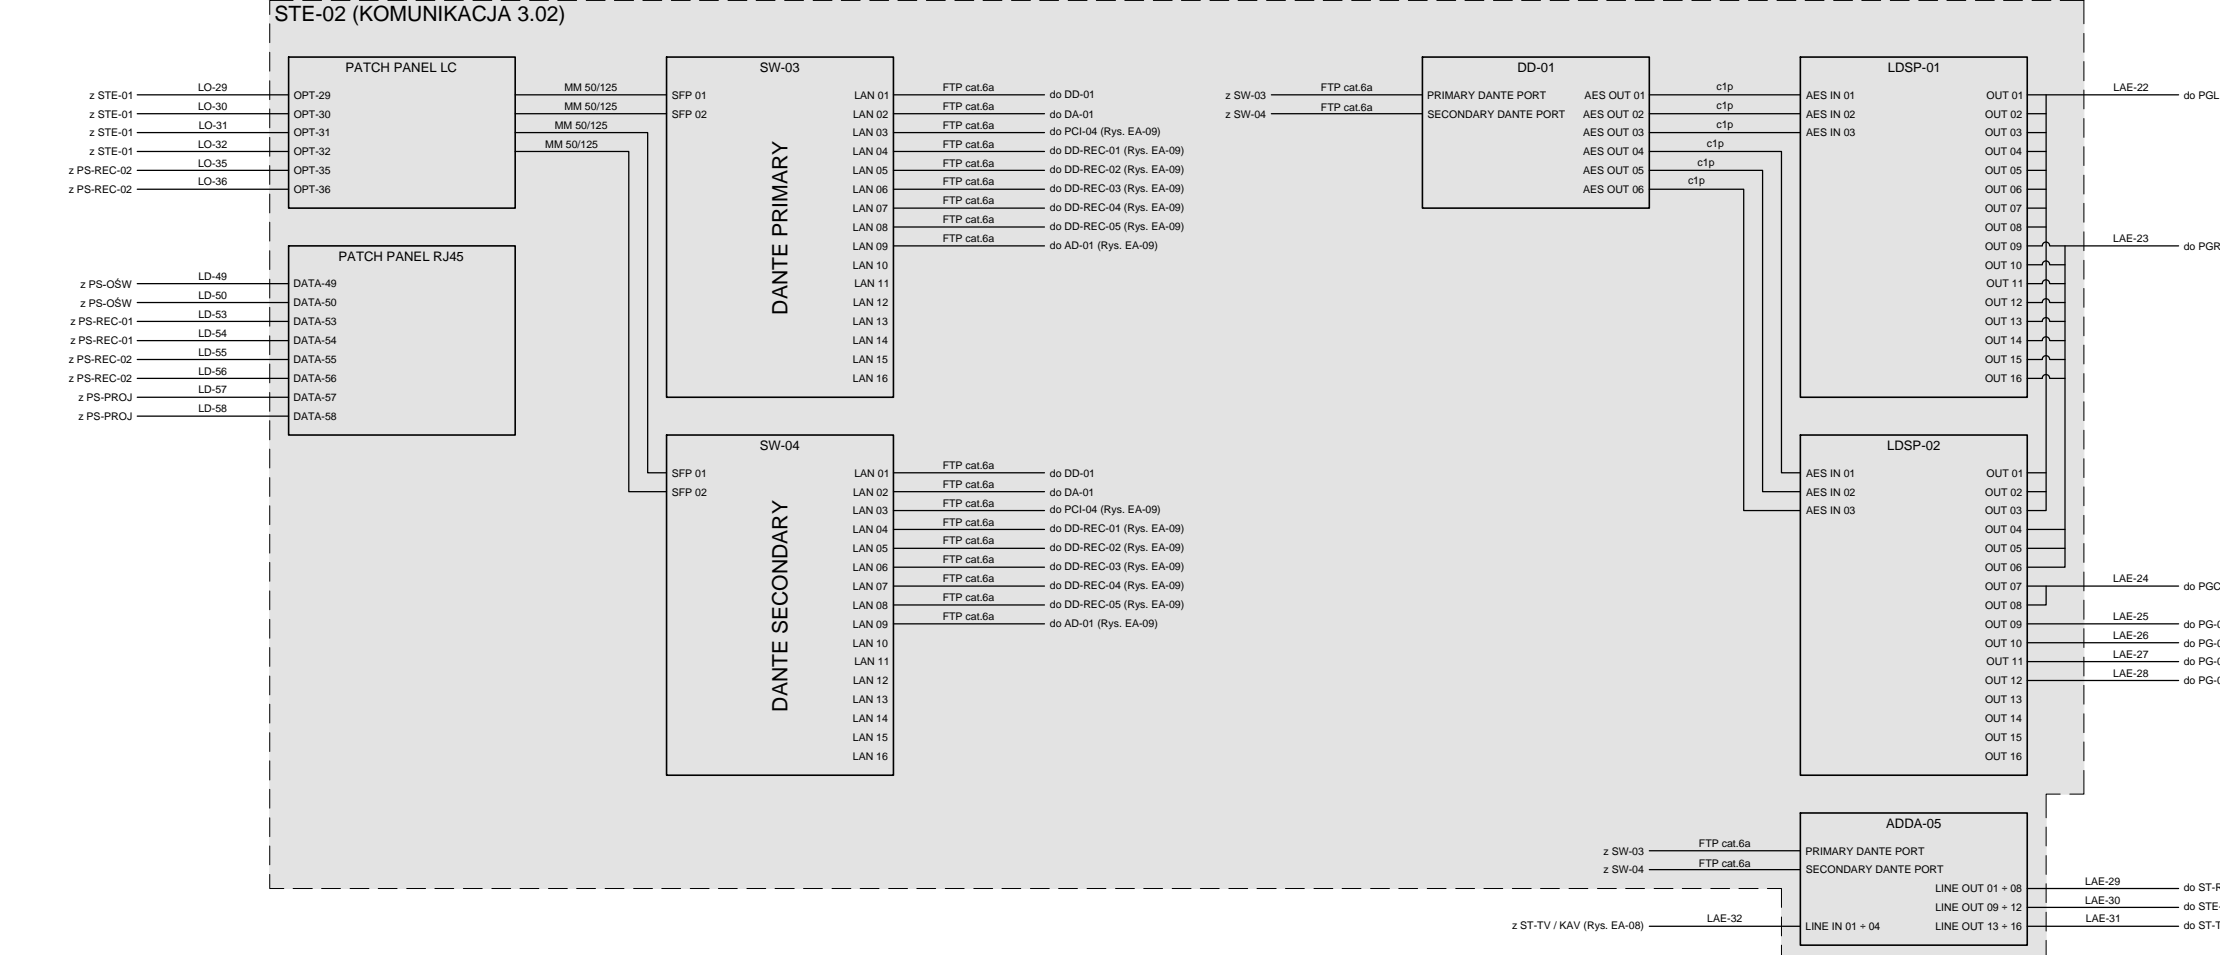 STE-02 (KOMUNIKACJA 3.02)
PATCH PANEL LC
z STE-01 LO-29 OPT-29 MM 50/125
z STE-01 LO-30 OPT-30 MM 50/125
z STE-01 LO-31 OPT-31 MM 50/125
z STE-01 LO-32 OPT-32 MM 50/125
z PS-REC-02 LO-35 OPT-35
z PS-REC-02 LO-36 OPT-36
PATCH PANEL RJ45
z PS-OŚW LD-49 DATA-49
z PS-OŚW LD-50 DATA-50
z PS-REC-01 LD-53 DATA-53
z PS-REC-01 LD-54 DATA-54
z PS-REC-02 LD-55 DATA-55
z PS-REC-02 LD-56 DATA-56
z PS-PROJ LD-57 DATA-57
z PS-PROJ LD-58 DATA-58
SW-03
DANTE PRIMARY
SFP 01 LAN 01 FTP cat.6a do DD-01
SFP 02 LAN 02 FTP cat.6a do DA-01
LAN 03 FTP cat.6a do PCI-04 (Rys. EA-09)
LAN 04 FTP cat.6a do DD-REC-01 (Rys. EA-09)
LAN 05 FTP cat.6a do DD-REC-02 (Rys. EA-09)
LAN 06 FTP cat.6a do DD-REC-03 (Rys. EA-09)
LAN 07 FTP cat.6a do DD-REC-04 (Rys. EA-09)
LAN 08 FTP cat.6a do DD-REC-05 (Rys. EA-09)
LAN 09 FTP cat.6a do AD-01 (Rys. EA-09)
LAN 10
LAN 11
LAN 12
LAN 13
LAN 14
LAN 15
LAN 16
SW-04
DANTE SECONDARY
SFP 01 LAN 01 FTP cat.6a do DD-01
SFP 02 LAN 02 FTP cat.6a do DA-01
LAN 03 FTP cat.6a do PCI-04 (Rys. EA-09)
LAN 04 FTP cat.6a do DD-REC-01 (Rys. EA-09)
LAN 05 FTP cat.6a do DD-REC-02 (Rys. EA-09)
LAN 06 FTP cat.6a do DD-REC-03 (Rys. EA-09)
LAN 07 FTP cat.6a do DD-REC-04 (Rys. EA-09)
LAN 08 FTP cat.6a do DD-REC-05 (Rys. EA-09)
LAN 09 FTP cat.6a do AD-01 (Rys. EA-09)
LAN 10
LAN 11
LAN 12
LAN 13
LAN 14
LAN 15
LAN 16
DD-01
z SW-03 FTP cat.6a PRIMARY DANTE PORT AES OUT 01 c1p
z SW-04 FTP cat.6a SECONDARY DANTE PORT AES OUT 02 c1p
AES OUT 03 c1p
AES OUT 04 c1p
AES OUT 05 c1p
AES OUT 06 c1p
LDSP-01
AES IN 01 OUT 01 LAE-22 do PGL
AES IN 02 OUT 02
AES IN 03 OUT 03
OUT 04
OUT 05
OUT 06
OUT 07
OUT 08
OUT 09 LAE-23 do PGR
OUT 10
OUT 11
OUT 12
OUT 13
OUT 14
OUT 15
OUT 16
LDSP-02
AES IN 01 OUT 01
AES IN 02 OUT 02
AES IN 03 OUT 03
OUT 04
OUT 05
OUT 06
OUT 07 LAE-24 do
OUT 08
OUT 09 LAE-25 do
OUT 10 LAE-26 do
OUT 11 LAE-27 do
OUT 12 LAE-28 do
OUT 13
OUT 14
OUT 15
OUT 16
ADDA-05
z SW-03 FTP cat.6a PRIMARY DANTE PORT
z SW-04 FTP cat.6a SECONDARY DANTE PORT
LINE OUT 01 ÷ 08 LAE-29 do
LINE OUT 09 ÷ 12 LAE-30 do
z ST-TV / KAV (Rys. EA-08) LAE-32 LINE IN 01 ÷ 04 LINE OUT 13 ÷ 16 LAE-31 do